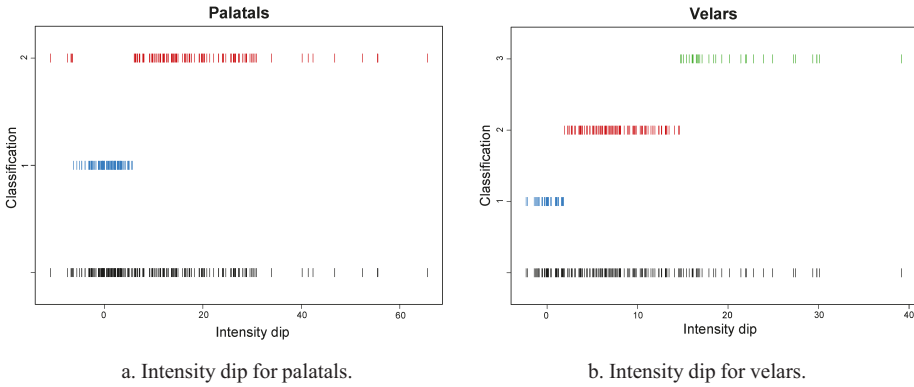 Palatals
Classification
2
1
0 20 40 60
Intensity dip
a. Intensity dip for palatals.
Velars
Classification
3
2
1
0 10 20 30 40
Intensity dip
b. Intensity dip for velars.